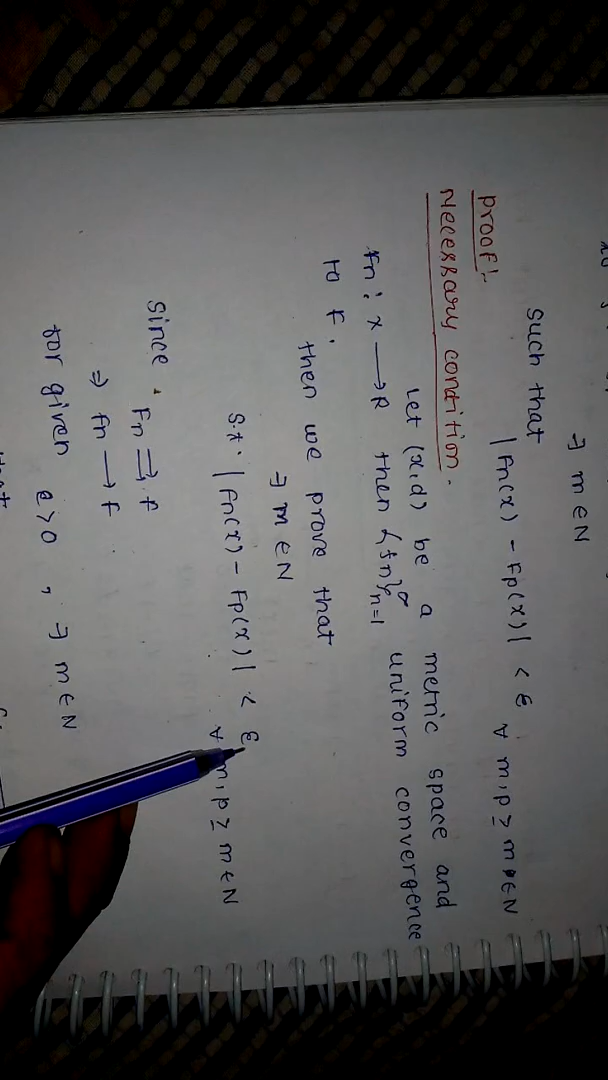 ∃ m ∈ N
such that
|Fn(x) - Fp(x)| < ε ∀ m,p ≥ m ∈ N
Proof:-
Necessary condition.
Let (x,d) be a metric space and
fn : x → R then {fn}n=1 uniform convergence
to F.
then we prove that
∃ m ∈ N
s.t. |fn(x) - Fp(x)| < ε
∀ m,p ≥ m ∈ N
Since Fn ⇉ f
⇒ fn → f
for given ε > 0 , ∃ m ∈ N